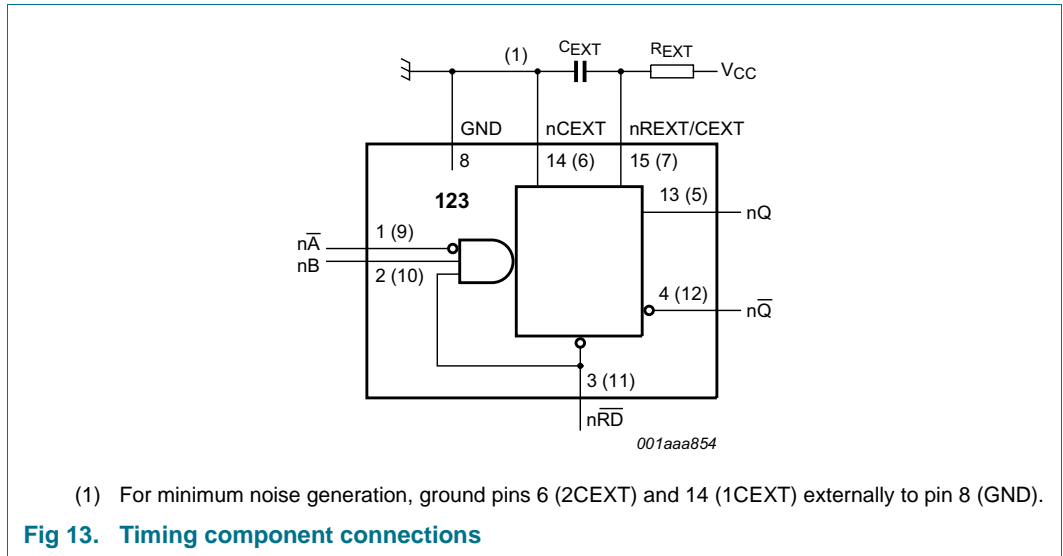 (1) CEXT REXT
VCC
GND nCEXT nREXT/CEXT
8 14 (6) 15 (7)
123
13 (5)
nQ
1 (9)
nA̅
nB
2 (10)
4 (12)
nQ̅
3 (11)
nR̅D̅
001aaa854
(1) For minimum noise generation, ground pins 6 (2CEXT) and 14 (1CEXT) externally to pin 8 (GND).
Fig 13. Timing component connections